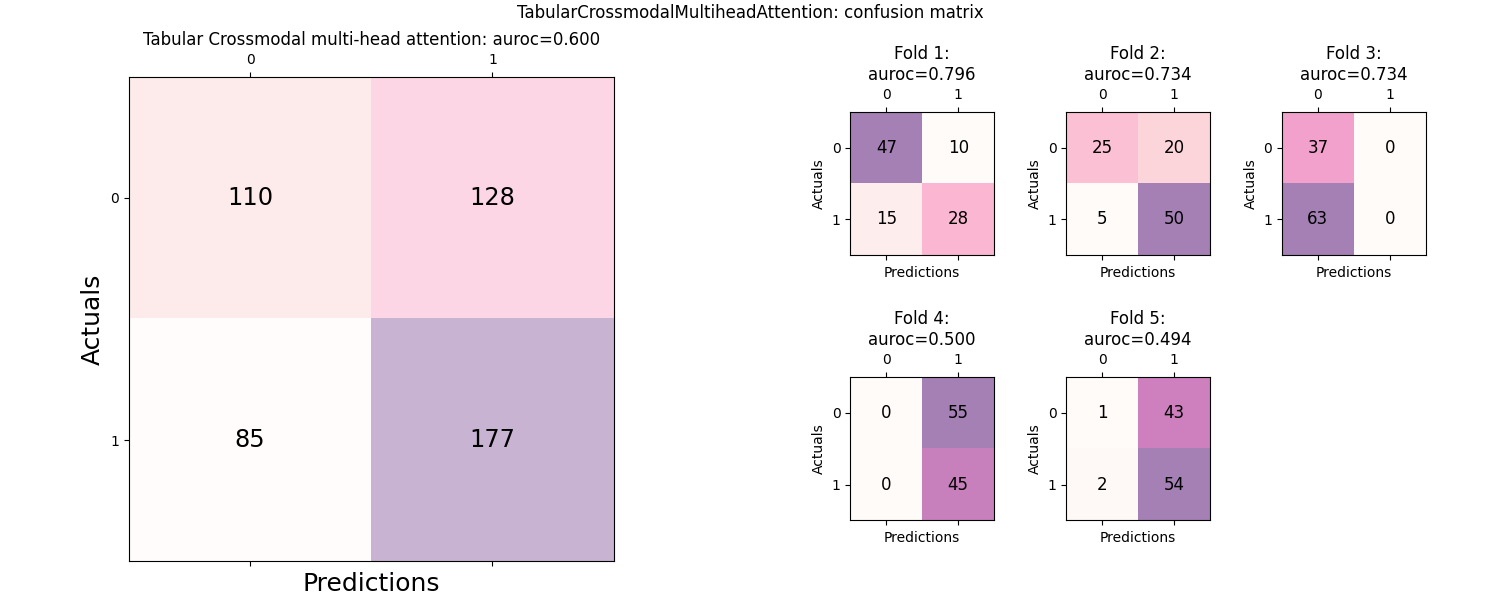 TabularCrossmodalMultiheadAttention: confusion matrix
Tabular Crossmodal multi-head attention: auroc=0.600
0 1
0 110 128
Actuals
1 85 177
Predictions
Fold 1:
auroc=0.796
0 1
0 47 10
Actuals
1 15 28
Predictions
Fold 2:
auroc=0.734
0 1
0 25 20
Actuals
1 5 50
Predictions
Fold 3:
auroc=0.734
0 1
0 37 0
Actuals
1 63 0
Predictions
Fold 4:
auroc=0.500
0 1
0 0 55
Actuals
1 0 45
Predictions
Fold 5:
auroc=0.494
0 1
0 1 43
Actuals
1 2 54
Predictions